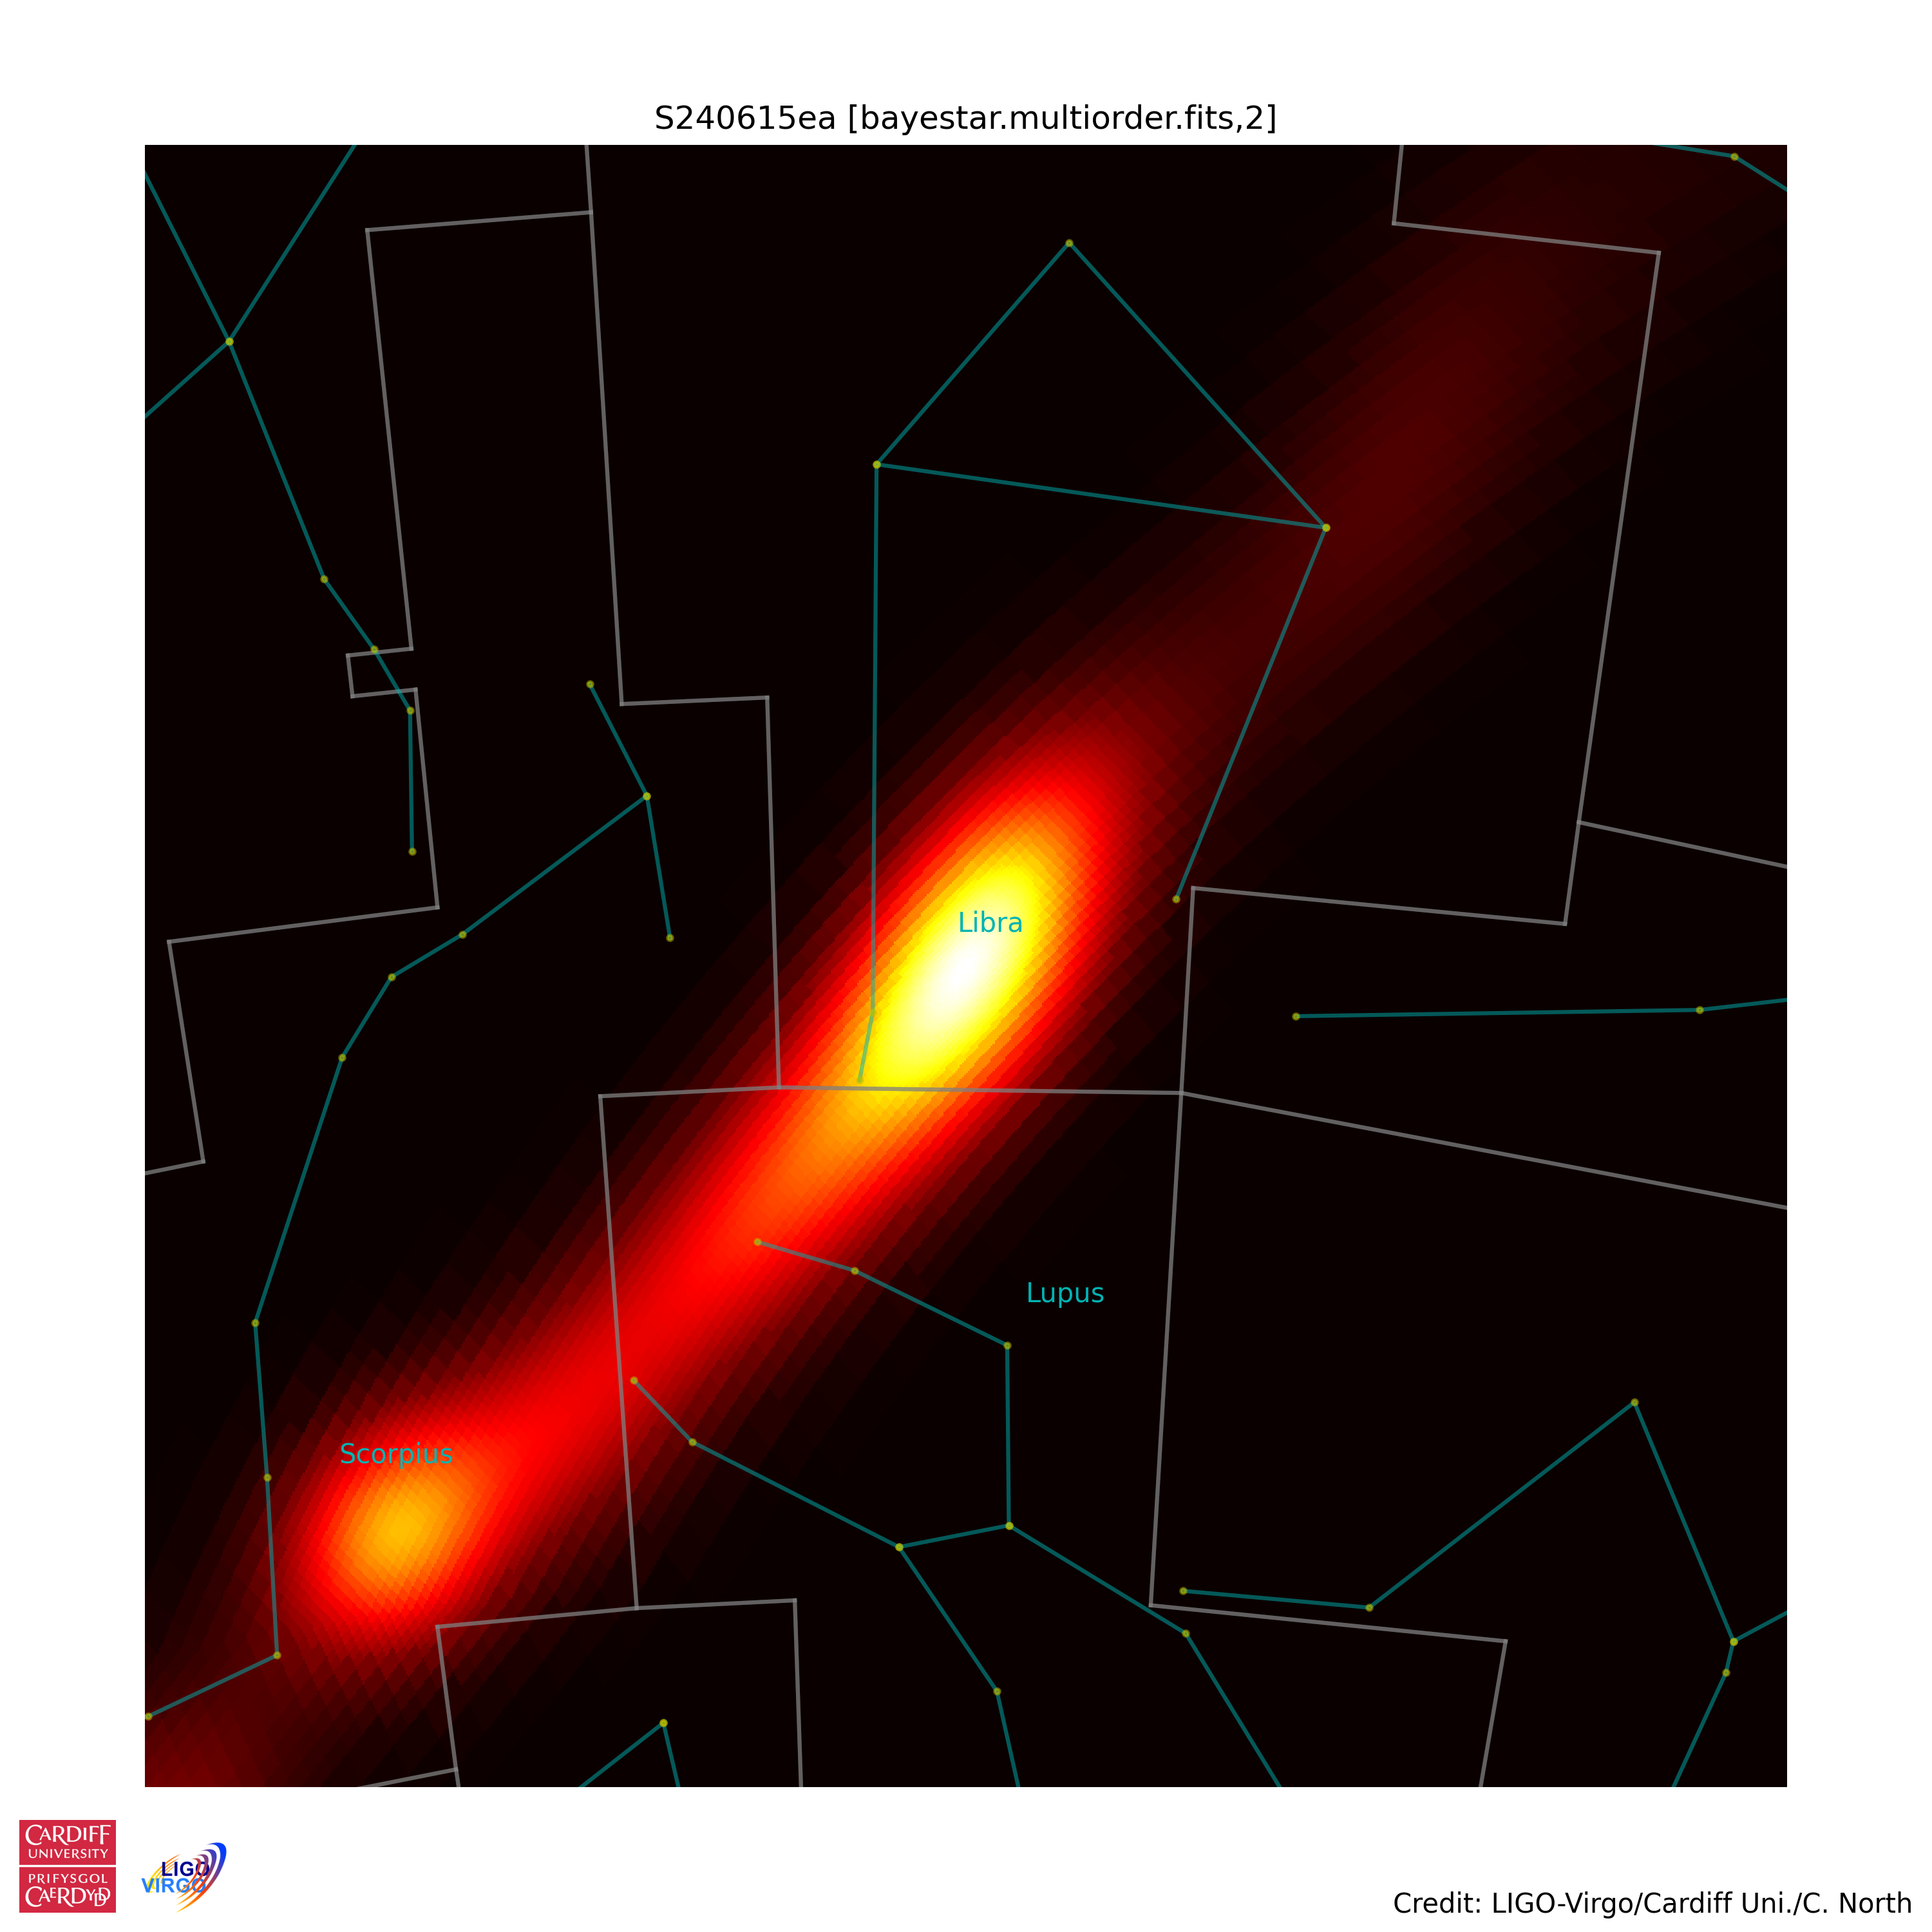 S240615ea [bayestar.multiorder.fits,2]
Libra
Lupus
Scorpius
CARDIFF
UNIVERSITY
PRIFYSGOL
CAERDYDD
LIGO
VIRGO
Credit: LIGO-Virgo/Cardiff Uni./C. North